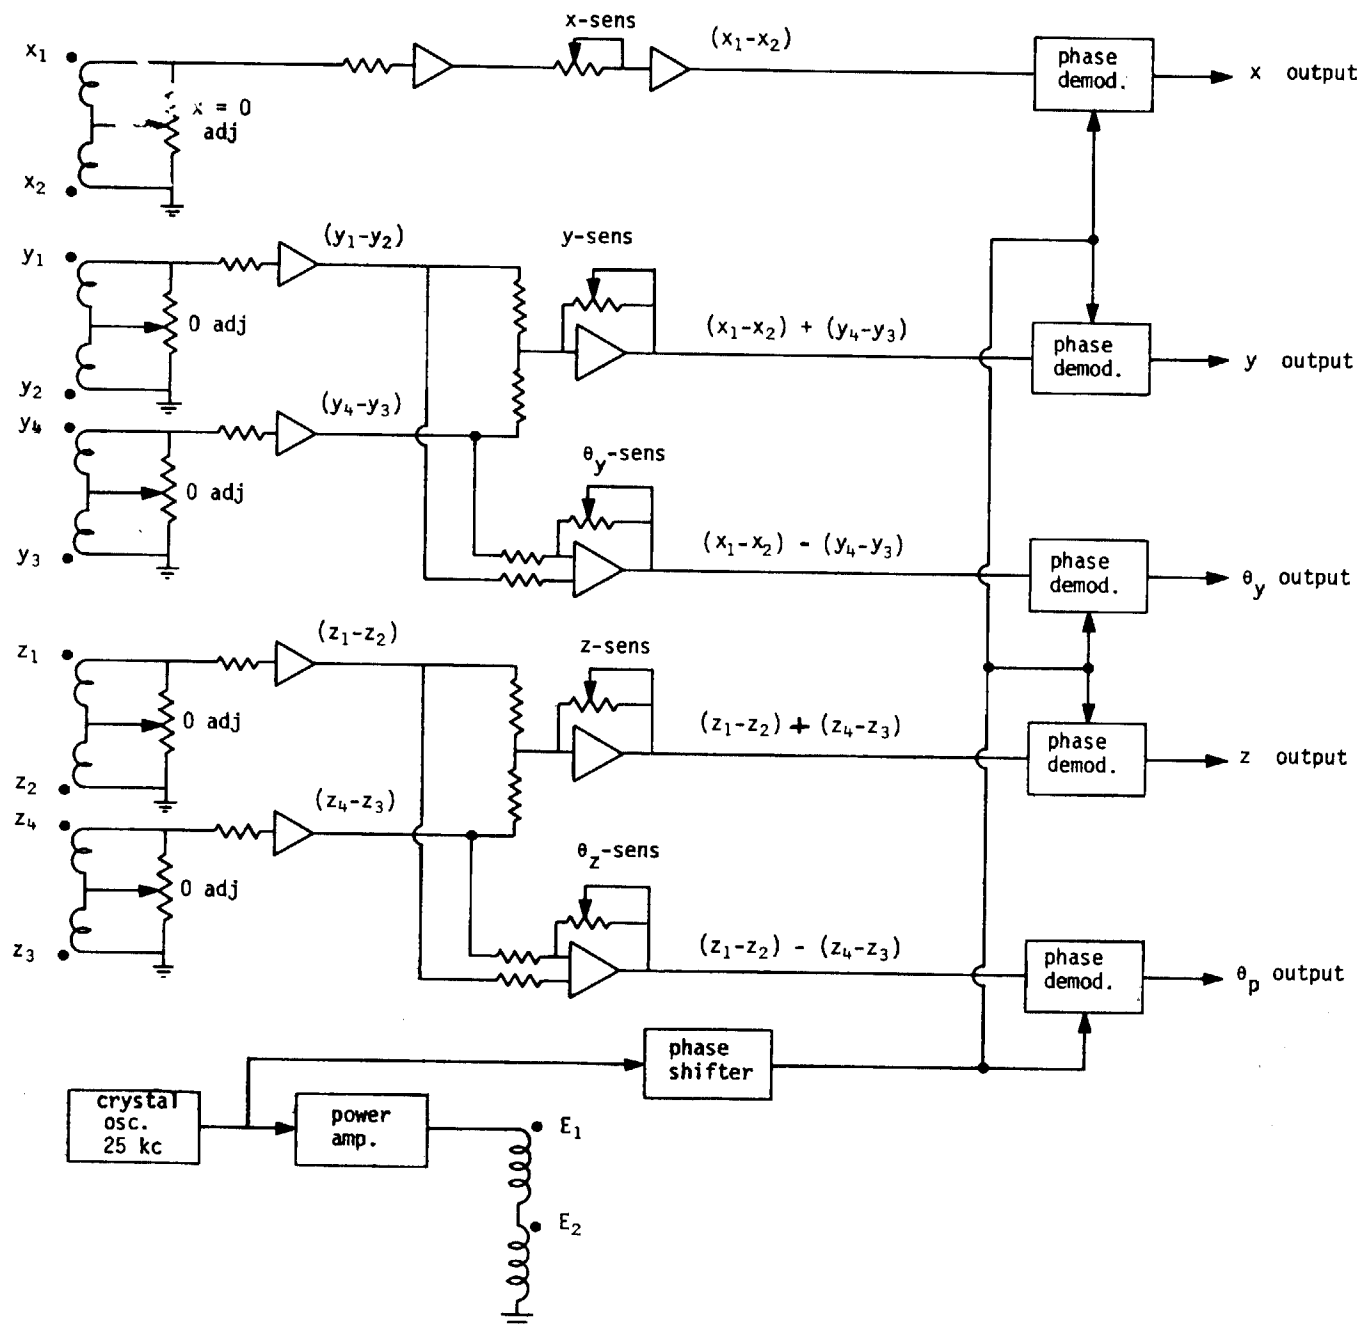 x-sens
x₁
(x₁-x₂)
phase
demod.
x output
x = 0
adj
x₂
y₁
(y₁-y₂)
y-sens
0 adj
(x₁-x₂) + (y₄-y₃)
phase
demod.
y output
y₂
y₄
(y₄-y₃)
θy-sens
0 adj
(x₁-x₂) - (y₄-y₃)
phase
demod.
θy output
y₃
z₁
(z₁-z₂)
z-sens
0 adj
(z₁-z₂) + (z₄-z₃)
phase
demod.
z output
z₂
z₄
(z₄-z₃)
θz-sens
0 adj
(z₁-z₂) - (z₄-z₃)
phase
demod.
θp output
z₃
phase
shifter
crystal
osc.
25 kc
power
amp.
E₁
E₂